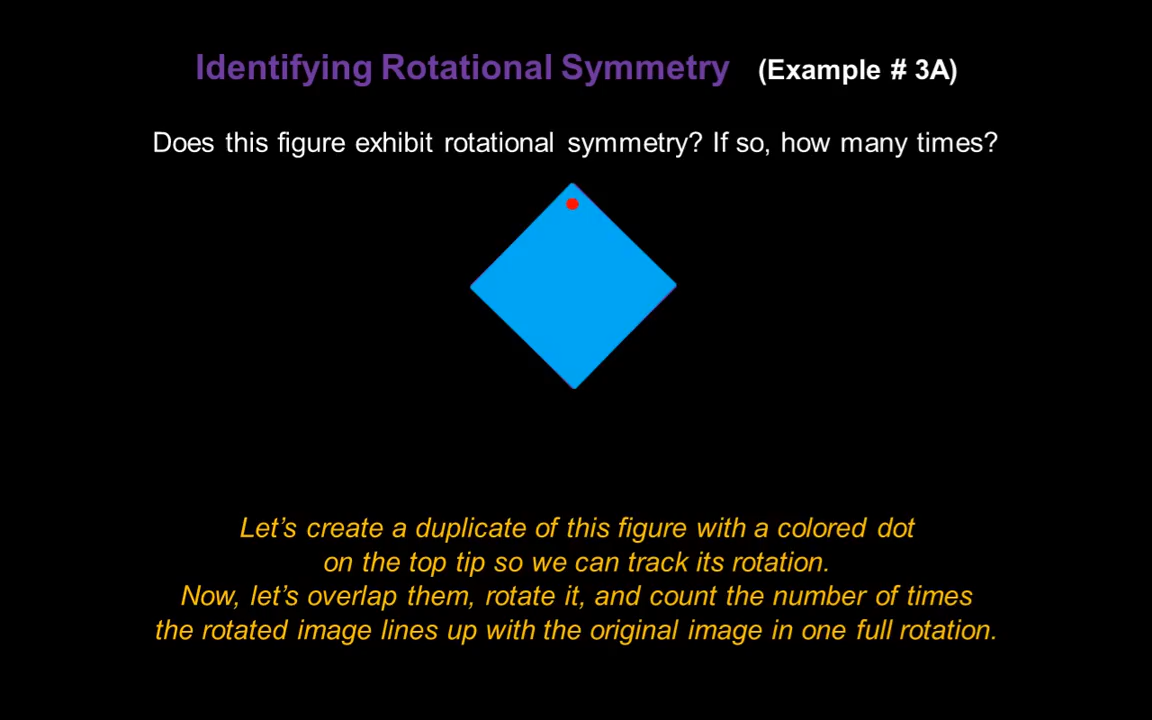 Identifying Rotational Symmetry (Example # 3A)
Does this figure exhibit rotational symmetry? If so, how many times?
Let's create a duplicate of this figure with a colored dot
on the top tip so we can track its rotation.
Now, let's overlap them, rotate it, and count the number of times
the rotated image lines up with the original image in one full rotation.